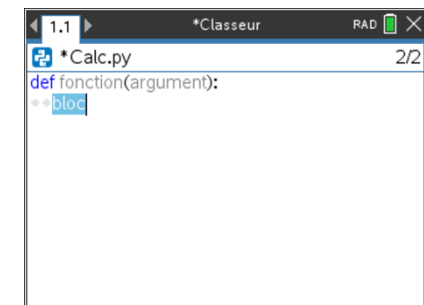 1.1 *Classeur RAD
*Calc.py 2/2
def fonction(argument):
bloc